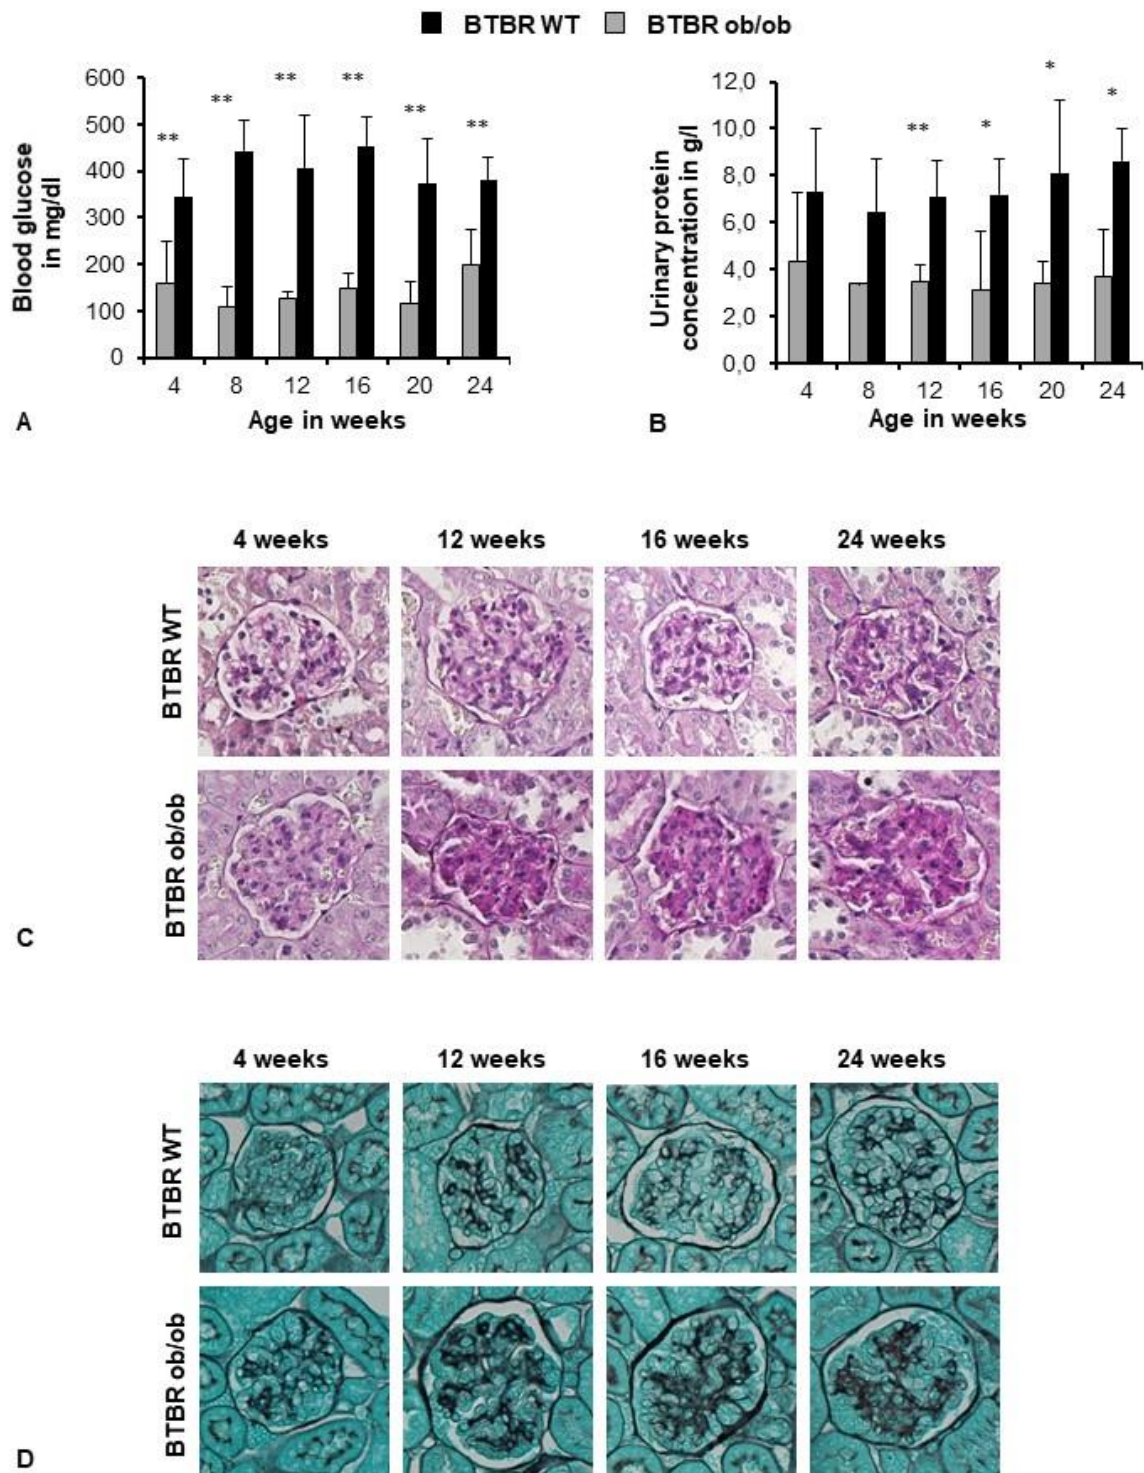 BTBR WT BTBR ob/ob
600
500
400
300
200
100
0
Blood glucose
in mg/dl
** ** ** ** ** **
4 8 12 16 20 24
Age in weeks
A
12,0
10,0
8,0
6,0
4,0
2,0
0,0
Urinary protein
concentration in g/l
** * * *
4 8 12 16 20 24
Age in weeks
B
4 weeks 12 weeks 16 weeks 24 weeks
BTBR WT
BTBR ob/ob
C
4 weeks 12 weeks 16 weeks 24 weeks
BTBR WT
BTBR ob/ob
D